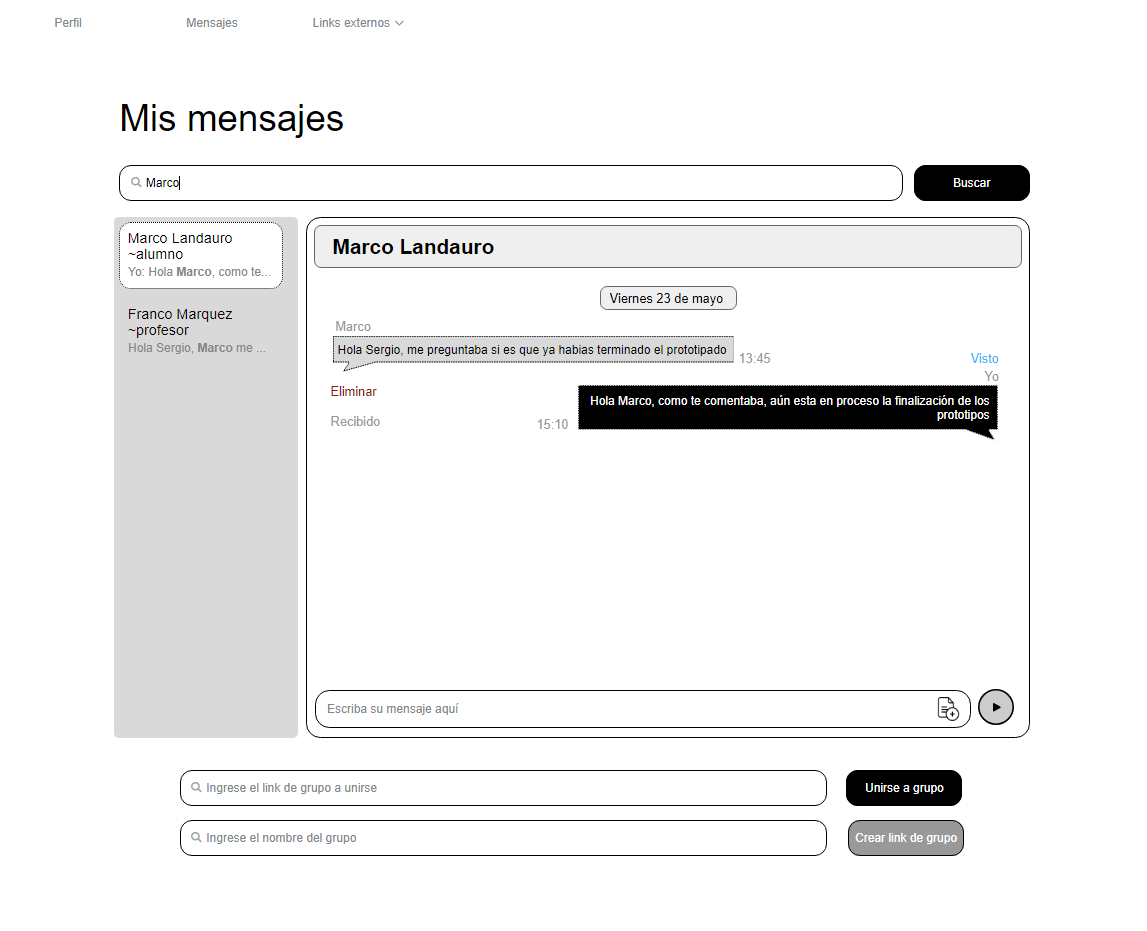 Perfil
Mensajes
Links externos
Mis mensajes
Marco
Buscar
Marco Landauro
~alumno
Yo: Hola Marco, como te...
Franco Marquez
~profesor
Hola Sergio, Marco me ...
Marco Landauro
Viernes 23 de mayo
Marco
Hola Sergio, me preguntaba si es que ya habias terminado el prototipado
13:45
Visto
Yo
Eliminar
Hola Marco, como te comentaba, aún esta en proceso la finalización de los
prototipos
Recibido
15:10
Escriba su mensaje aquí
Ingrese el link de grupo a unirse
Unirse a grupo
Ingrese el nombre del grupo
Crear link de grupo